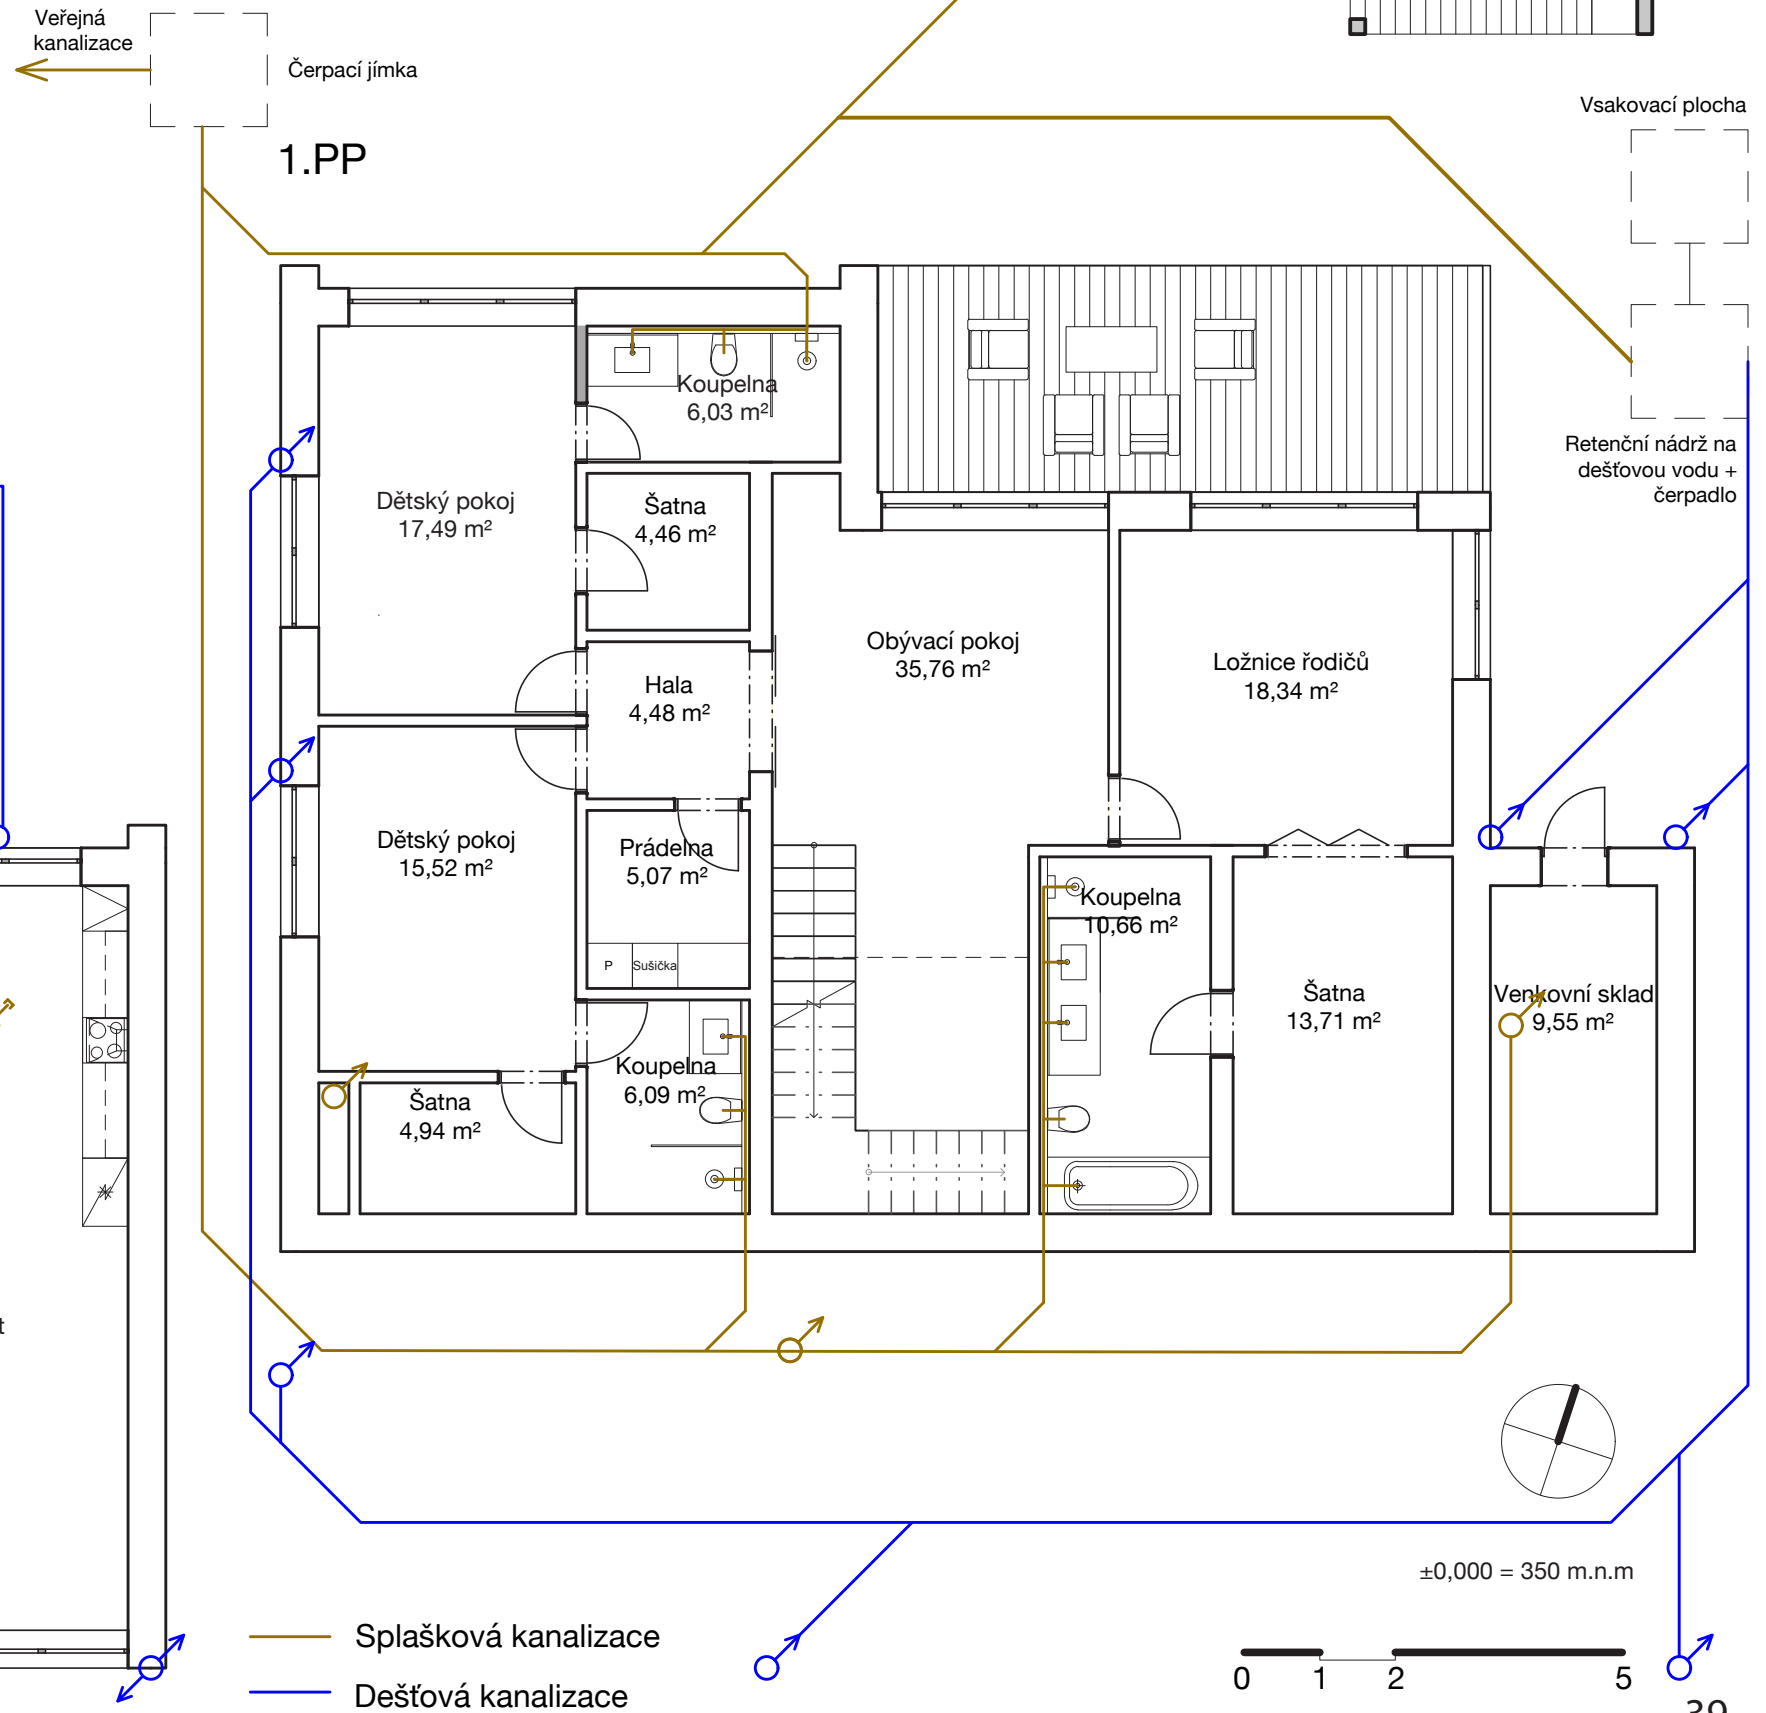 Veřejná
kanalizace
Čerpací jímka
1.PP
Vsakovací plocha
Retenční nádrž na
dešťovou vodu +
čerpadlo
Koupelna
6,03 m²
Dětský pokoj
17,49 m²
Šatna
4,46 m²
Obývací pokoj
35,76 m²
Ložnice řodičů
18,34 m²
Hala
4,48 m²
Dětský pokoj
15,52 m²
Prádelna
5,07 m²
P
Sušička
Koupelna
10,66 m²
Šatna
13,71 m²
Venkovní sklad
9,55 m²
Koupelna
6,09 m²
Šatna
4,94 m²
t
±0,000 = 350 m.n.m
Splašková kanalizace
Dešťová kanalizace
0 1 2 5
39